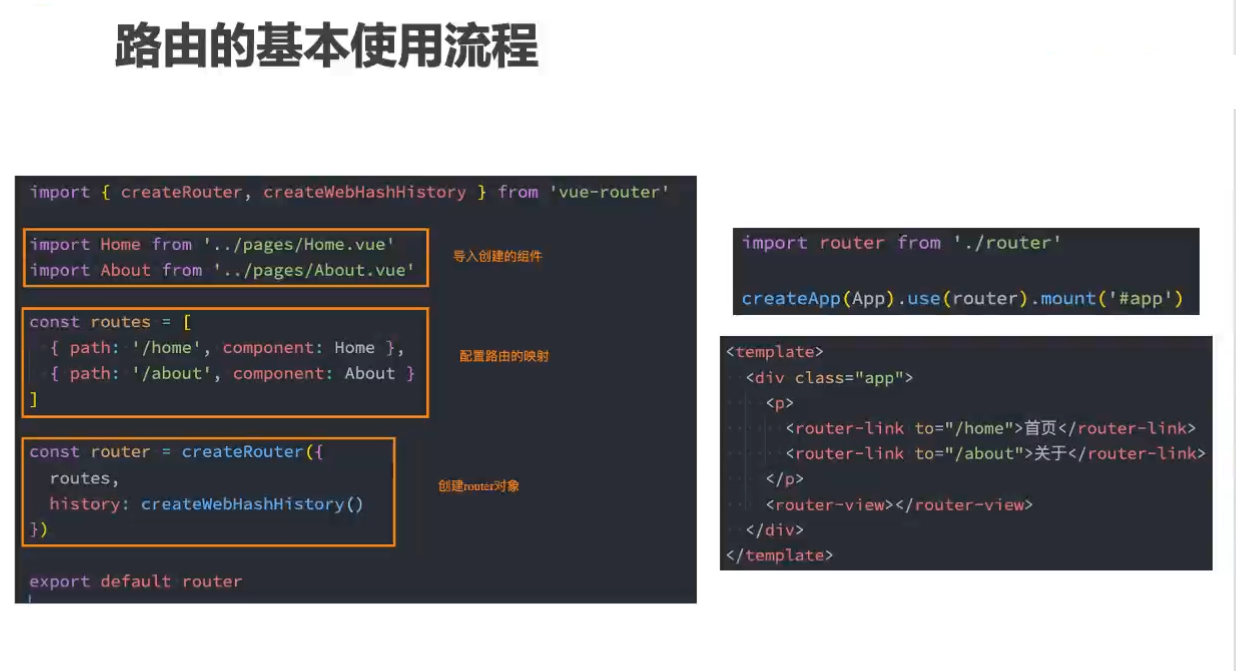 路由的基本使用流程
import { createRouter, createWebHashHistory } from 'vue-router'
import Home from '../pages/Home.vue'
import About from '../pages/About.vue'
导入创建的组件
const routes = [
{ path: '/home', component: Home },
{ path: '/about', component: About }
]
配置路由的映射
const router = createRouter({
routes,
history: createWebHashHistory()
})
创建router对象
export default router
import router from './router'
createApp(App).use(router).mount('#app')
<template>
<div class="app">
<p>
<router-link to="/home">首页</router-link>
<router-link to="/about">关于</router-link>
</p>
<router-view></router-view>
</div>
</template>